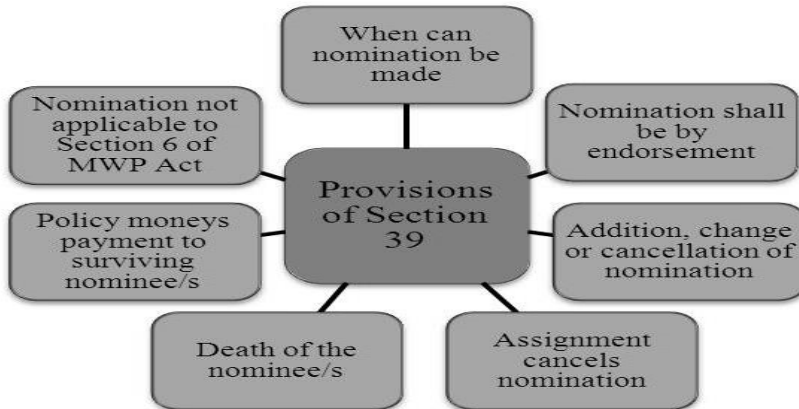 When can
nomination be
made
Nomination shall
be by
endorsement
Addition, change
or cancellation of
nomination
Assignment
cancels
nomination
Death of the
nominee/s
Policy moneys
payment to
surviving
nominee/s
Nomination not
applicable to
Section 6 of
MWP Act
Provisions
of Section
39